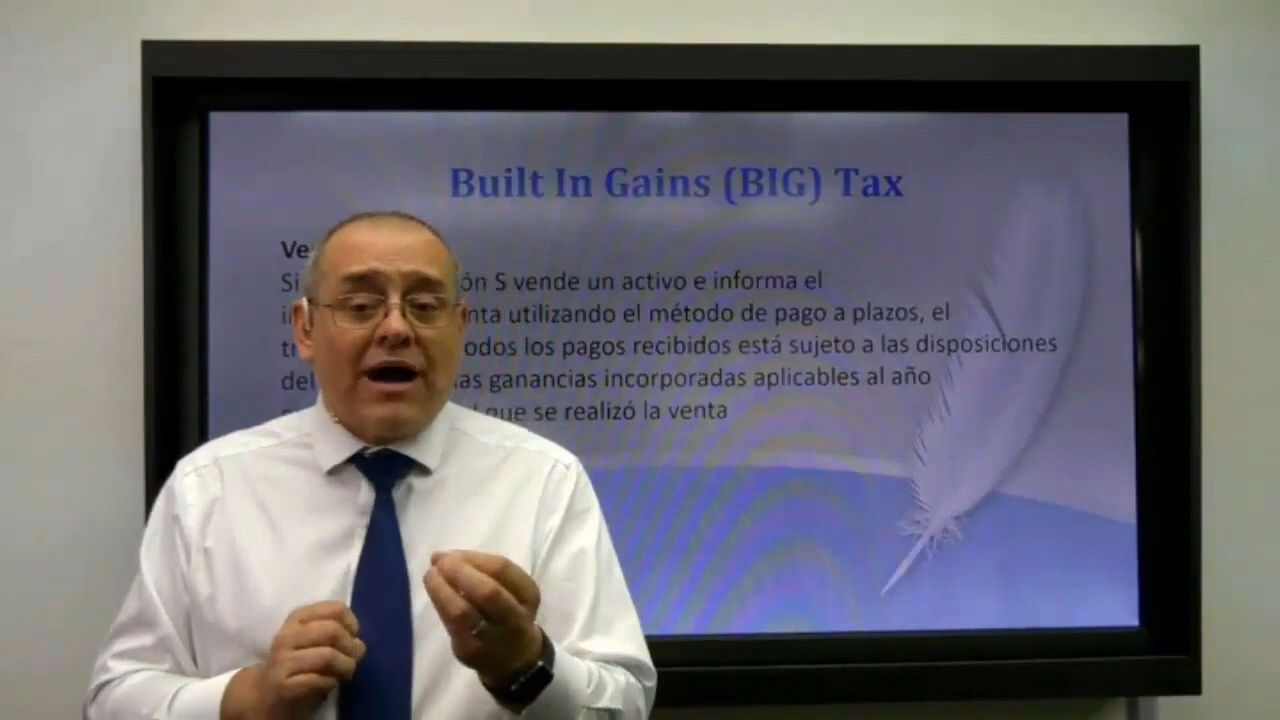 Built In Gains (BIG) Tax
Ve
Si ón S vende un activo e informa el
i nta utilizando el método de pago a plazos, el
tr odos los pagos recibidos está sujeto a las disposiciones
del las ganancias incorporadas aplicables al año
que se realizó la venta